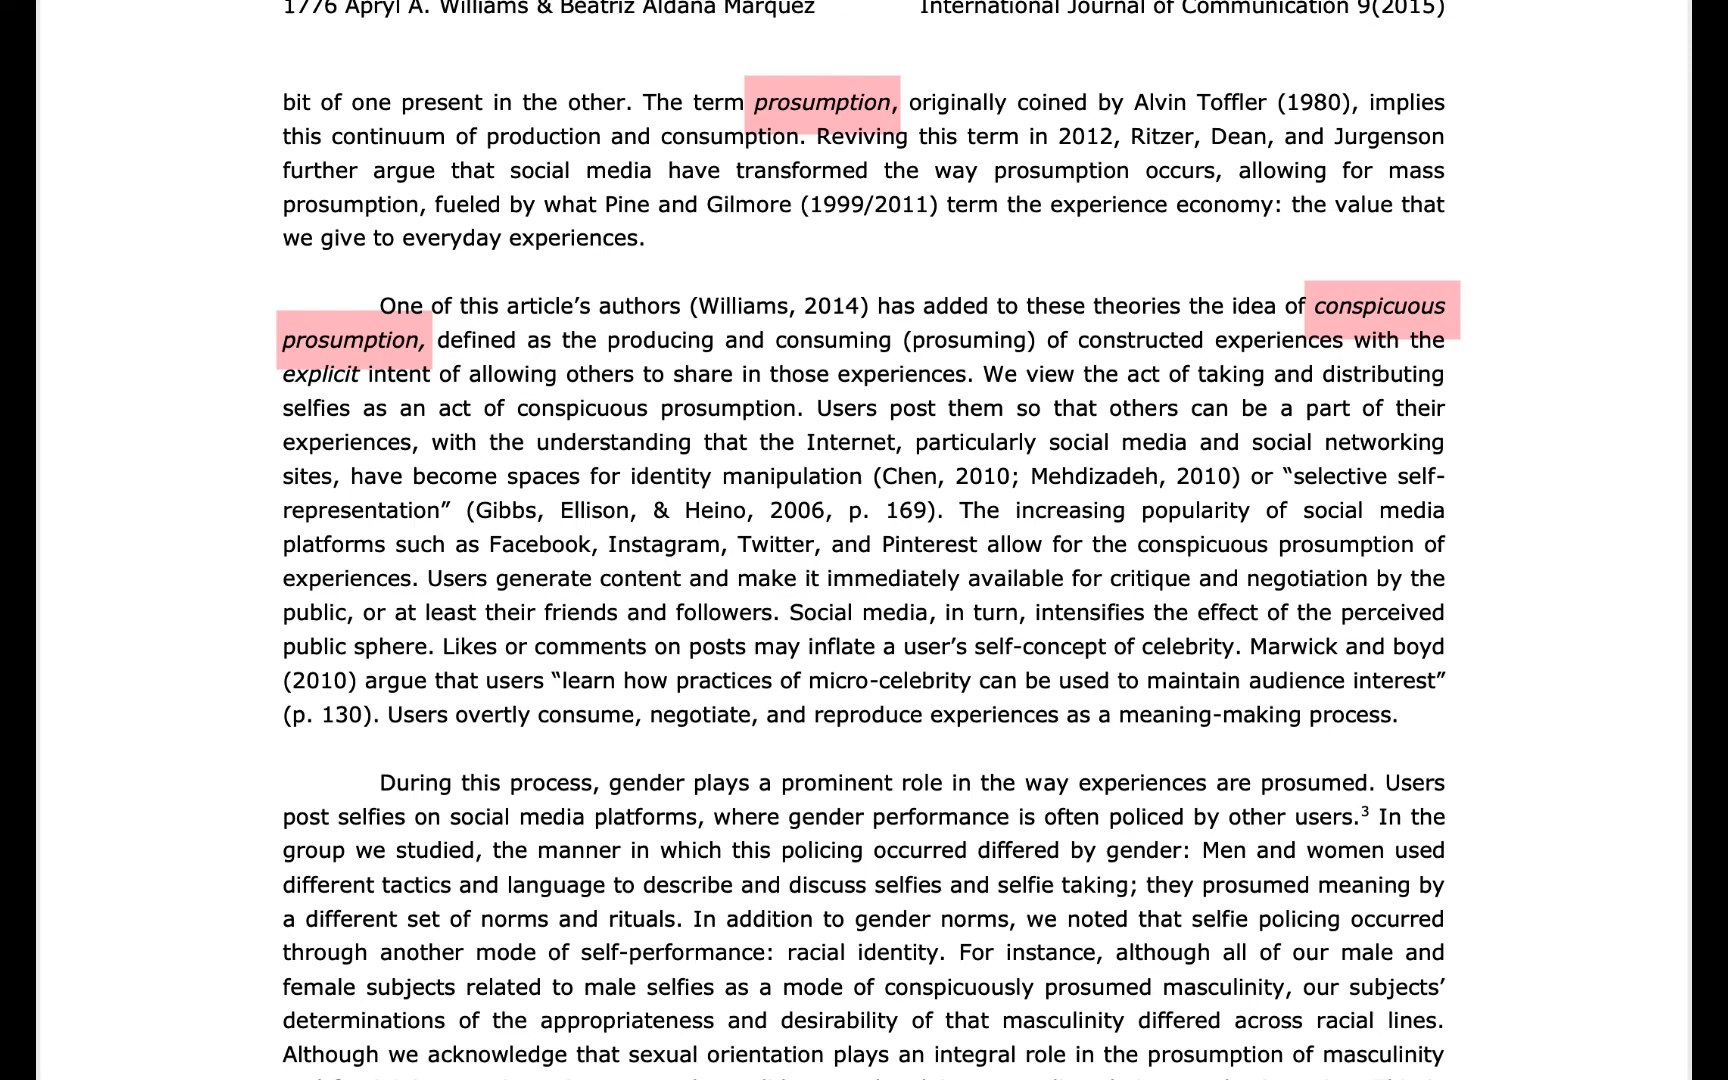 1776 Apryl A. Williams & Beatriz Aldana Marquez International Journal of Communication 9(2015)
bit of one present in the other. The term prosumption, originally coined by Alvin Toffler (1980), implies
this continuum of production and consumption. Reviving this term in 2012, Ritzer, Dean, and Jurgenson
further argue that social media have transformed the way prosumption occurs, allowing for mass
prosumption, fueled by what Pine and Gilmore (1999/2011) term the experience economy: the value that
we give to everyday experiences.
One of this article’s authors (Williams, 2014) has added to these theories the idea of conspicuous
prosumption, defined as the producing and consuming (prosuming) of constructed experiences with the
explicit intent of allowing others to share in those experiences. We view the act of taking and distributing
selfies as an act of conspicuous prosumption. Users post them so that others can be a part of their
experiences, with the understanding that the Internet, particularly social media and social networking
sites, have become spaces for identity manipulation (Chen, 2010; Mehdizadeh, 2010) or “selective self-
representation” (Gibbs, Ellison, & Heino, 2006, p. 169). The increasing popularity of social media
platforms such as Facebook, Instagram, Twitter, and Pinterest allow for the conspicuous prosumption of
experiences. Users generate content and make it immediately available for critique and negotiation by the
public, or at least their friends and followers. Social media, in turn, intensifies the effect of the perceived
public sphere. Likes or comments on posts may inflate a user’s self-concept of celebrity. Marwick and boyd
(2010) argue that users “learn how practices of micro-celebrity can be used to maintain audience interest”
(p. 130). Users overtly consume, negotiate, and reproduce experiences as a meaning-making process.
During this process, gender plays a prominent role in the way experiences are prosumed. Users
post selfies on social media platforms, where gender performance is often policed by other users.³ In the
group we studied, the manner in which this policing occurred differed by gender: Men and women used
different tactics and language to describe and discuss selfies and selfie taking; they prosumed meaning by
a different set of norms and rituals. In addition to gender norms, we noted that selfie policing occurred
through another mode of self-performance: racial identity. For instance, although all of our male and
female subjects related to male selfies as a mode of conspicuously prosumed masculinity, our subjects’
determinations of the appropriateness and desirability of that masculinity differed across racial lines.
Although we acknowledge that sexual orientation plays an integral role in the prosumption of masculinity